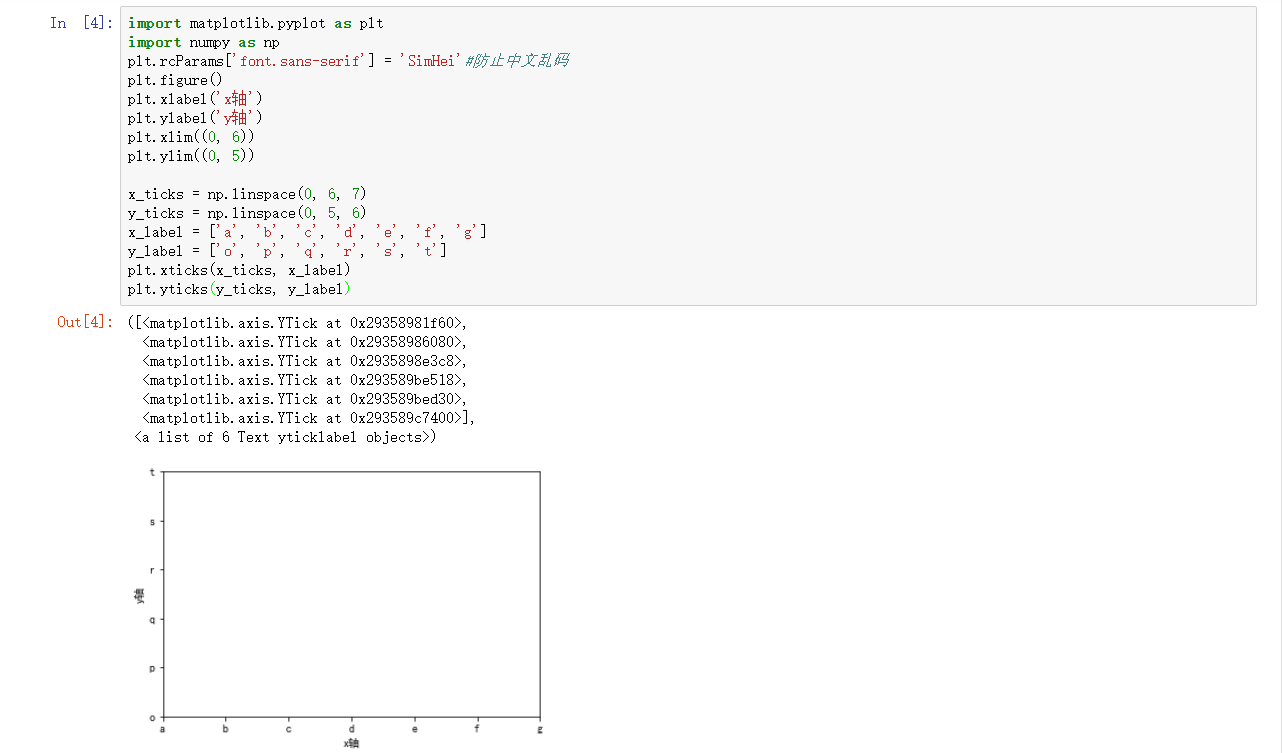 In [4]:
import matplotlib.pyplot as plt
import numpy as np
plt.rcParams['font.sans-serif'] = 'SimHei'#防止中文乱码
plt.figure()
plt.xlabel('x轴')
plt.ylabel('y轴')
plt.xlim((0, 6))
plt.ylim((0, 5))
x_ticks = np.linspace(0, 6, 7)
y_ticks = np.linspace(0, 5, 6)
x_label = ['a', 'b', 'c', 'd', 'e', 'f', 'g']
y_label = ['o', 'p', 'q', 'r', 's', 't']
plt.xticks(x_ticks, x_label)
plt.yticks(y_ticks, y_label)
Out[4]:
([<matplotlib.axis.YTick at 0x29358981f60>,
<matplotlib.axis.YTick at 0x29358986080>,
<matplotlib.axis.YTick at 0x2935898e3c8>,
<matplotlib.axis.YTick at 0x293589be518>,
<matplotlib.axis.YTick at 0x293589bed30>,
<matplotlib.axis.YTick at 0x293589c7400>],
<a list of 6 Text yticklabel objects>)
t
s
r
y轴
q
p
o
a b c d e f g
x轴